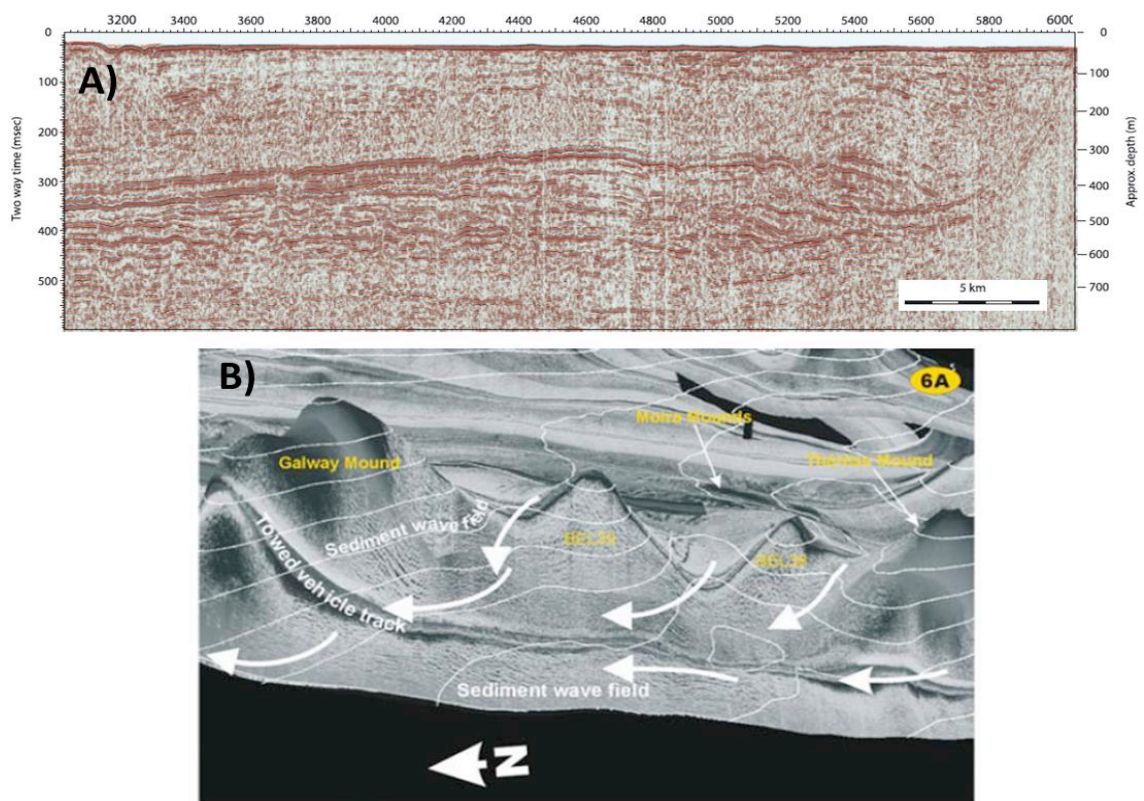 3200 3400 3600 3800 4000 4200 4400 4600 4800 5000 5200 5400 5600 5800 6000
A)
0
100
200
300
400
500
Two way time (msec)
0
100
200
300
400
500
600
700
Approx. depth (m)
5 km
B)
6A
Moira Mounds
Galway Mound
Thérèse Mound
Sediment wave field
Towed vehicle track
Sediment wave field
N